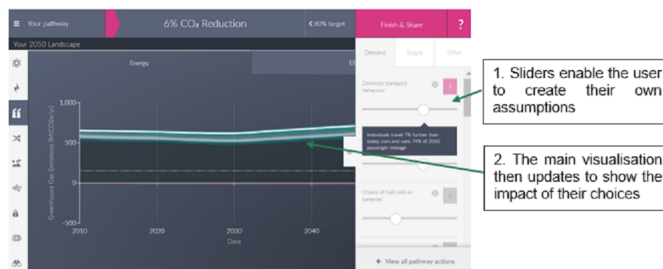 Your pathway
6% CO₂ Reduction
< 80% target
Finish & Share
?
Your 2050 Landscape
Energy
El
Demand
Supply
Other
Domestic transport
behaviour
Individuals travel 7% further than
today; cars and vans 74% of 2050
passenger mileage
Choice of fuel cells or
batteries
← View all pathway actions
Greenhouse Gas Emissions [MtCO2e/yr]
1,000
500
0
-500
2010
2020
2030
2040
Date
1. Sliders enable the user
to create their own
assumptions
2. The main visualisation
then updates to show the
impact of their choices